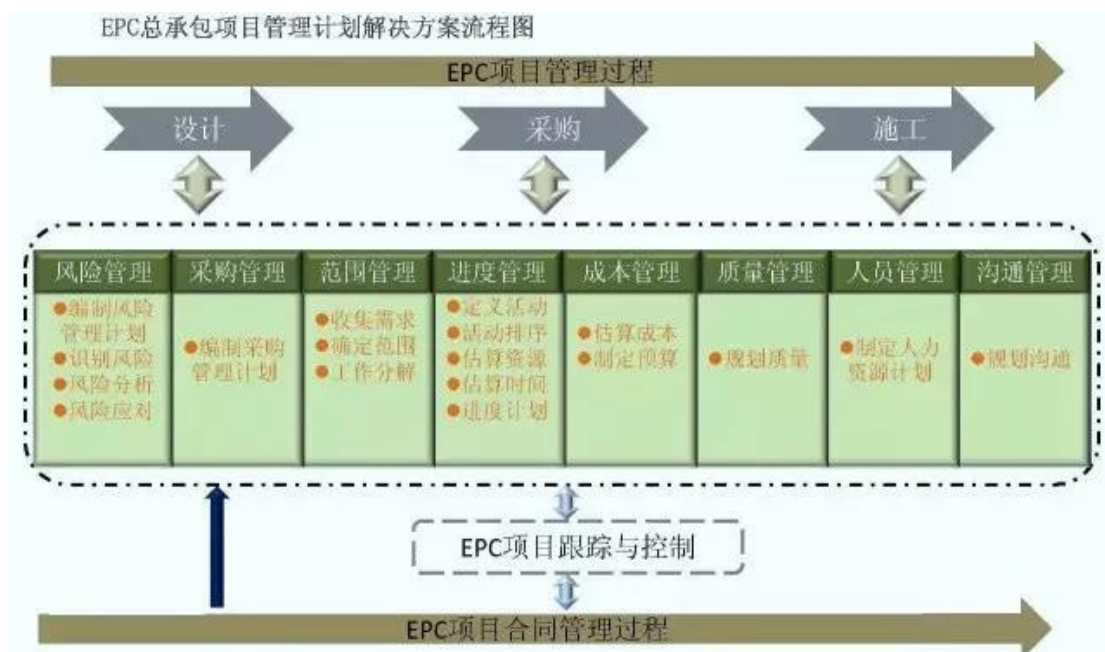 EPC总承包项目管理计划解决方案流程图
EPC项目管理过程
设计
采购
施工
风险管理
●编制风险
管理计划
●识别风险
●风险分析
●风险应对
采购管理
●编制采购
管理计划
范围管理
●收集需求
●确定范围
●工作分解
进度管理
●定义活动
●活动排序
●估算资源
●估算时间
●进度计划
成本管理
●估算成本
●制定预算
质量管理
●规划质量
人员管理
●制定人力
资源计划
沟通管理
●规划沟通
EPC项目跟踪与控制
EPC项目合同管理过程